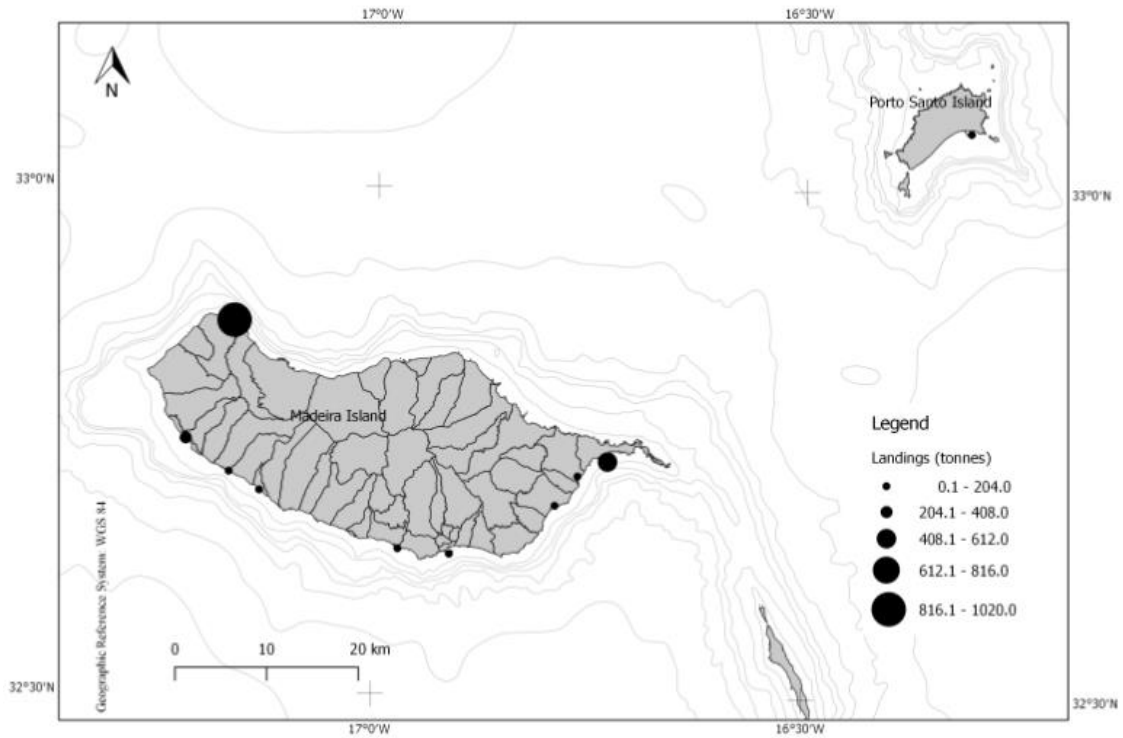 17°0'W
16°30'W
N
Porto Santo Island
33°0'N
33°0'N
Madeira Island
Legend
Landings (tonnes)
0.1 - 204.0
204.1 - 408.0
408.1 - 612.0
612.1 - 816.0
816.1 - 1020.0
Geographic Reference System: WGS 84
0 10 20 km
32°30'N
32°30'N
17°0'W
16°30'W